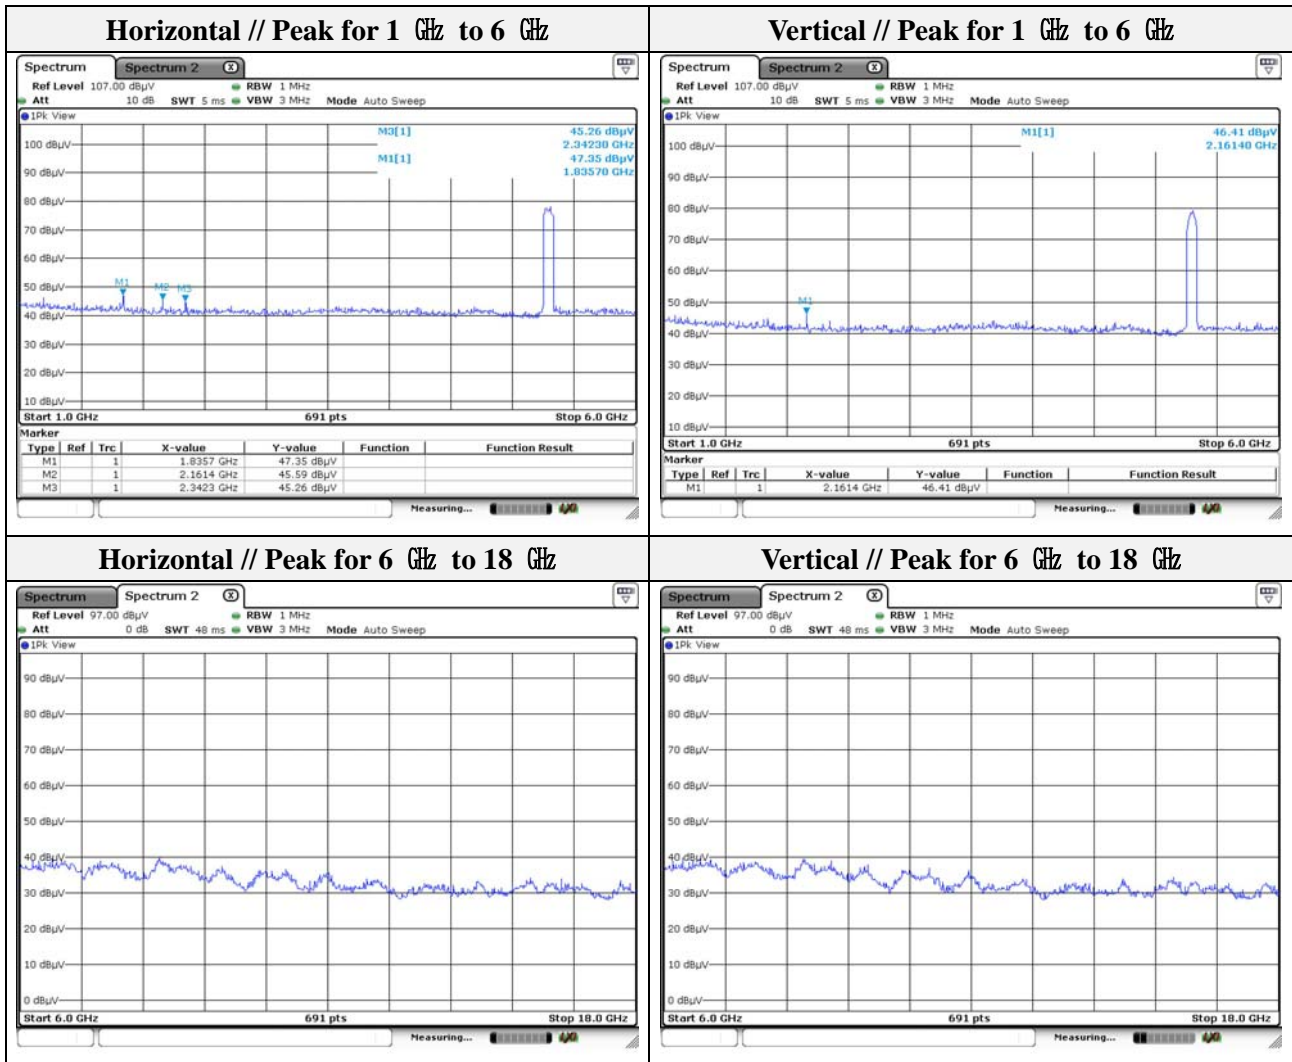 Horizontal // Peak for 1 ㎓ to 6 ㎓
Spectrum Spectrum 2 X
Ref Level 107.00 dBµV RBW 1 MHz
Att 10 dB SWT 5 ms VBW 3 MHz Mode Auto Sweep
1Pk View
M3[1] 45.26 dBµV
2.34230 GHz
M1[1] 47.35 dBµV
1.83570 GHz
100 dBµV
90 dBµV
80 dBµV
70 dBµV
60 dBµV
50 dBµV
M1 M2 M3
40 dBµV
30 dBµV
20 dBµV
10 dBµV
Start 1.0 GHz 691 pts Stop 6.0 GHz
Marker
Type Ref Trc X-value Y-value Function Function Result
M1 1 1.8357 GHz 47.35 dBµV
M2 1 2.1614 GHz 45.59 dBµV
M3 1 2.3423 GHz 45.26 dBµV
Measuring...
Vertical // Peak for 1 ㎓ to 6 ㎓
Spectrum Spectrum 2 X
Ref Level 107.00 dBµV RBW 1 MHz
Att 10 dB SWT 5 ms VBW 3 MHz Mode Auto Sweep
1Pk View
M1[1] 46.41 dBµV
2.16140 GHz
100 dBµV
90 dBµV
80 dBµV
70 dBµV
60 dBµV
50 dBµV
M1
40 dBµV
30 dBµV
20 dBµV
10 dBµV
Start 1.0 GHz 691 pts Stop 6.0 GHz
Marker
Type Ref Trc X-value Y-value Function Function Result
M1 1 2.1614 GHz 46.41 dBµV
Measuring...
Horizontal // Peak for 6 ㎓ to 18 ㎓
Spectrum Spectrum 2 X
Ref Level 97.00 dBµV RBW 1 MHz
Att 0 dB SWT 48 ms VBW 3 MHz Mode Auto Sweep
1Pk View
90 dBµV
80 dBµV
70 dBµV
60 dBµV
50 dBµV
40 dBµV
30 dBµV
20 dBµV
10 dBµV
0 dBµV
Start 6.0 GHz 691 pts Stop 18.0 GHz
Measuring...
Vertical // Peak for 6 ㎓ to 18 ㎓
Spectrum Spectrum 2 X
Ref Level 97.00 dBµV RBW 1 MHz
Att 0 dB SWT 48 ms VBW 3 MHz Mode Auto Sweep
1Pk View
90 dBµV
80 dBµV
70 dBµV
60 dBµV
50 dBµV
40 dBµV
30 dBµV
20 dBµV
10 dBµV
0 dBµV
Start 6.0 GHz 691 pts Stop 18.0 GHz
Measuring...